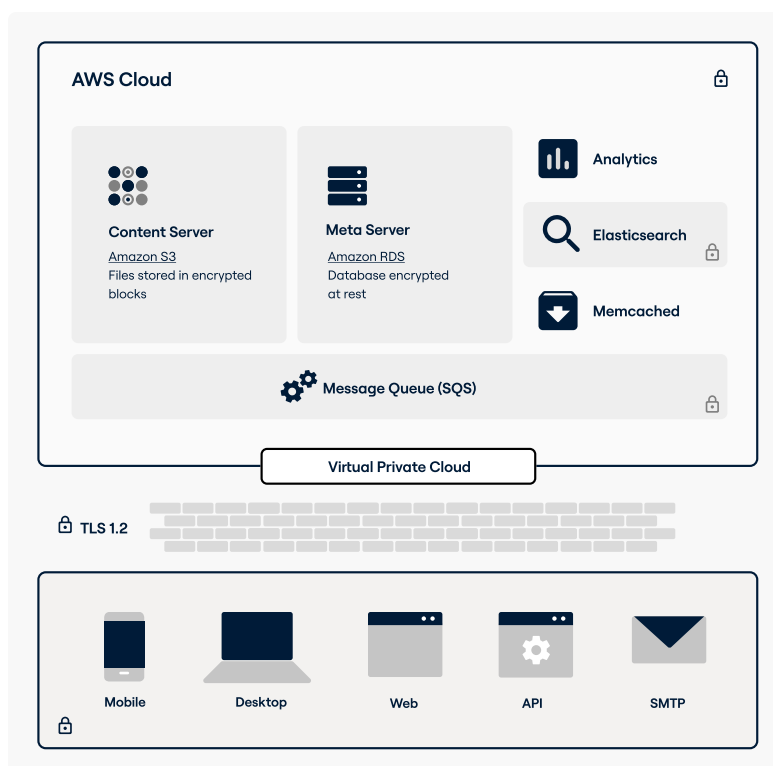 AWS Cloud
Content Server
Amazon S3
Files stored in encrypted
blocks
Meta Server
Amazon RDS
Database encrypted
at rest
Analytics
Elasticsearch
Memcached
Message Queue (SQS)
Virtual Private Cloud
TLS 1.2
Mobile
Desktop
Web
API
SMTP